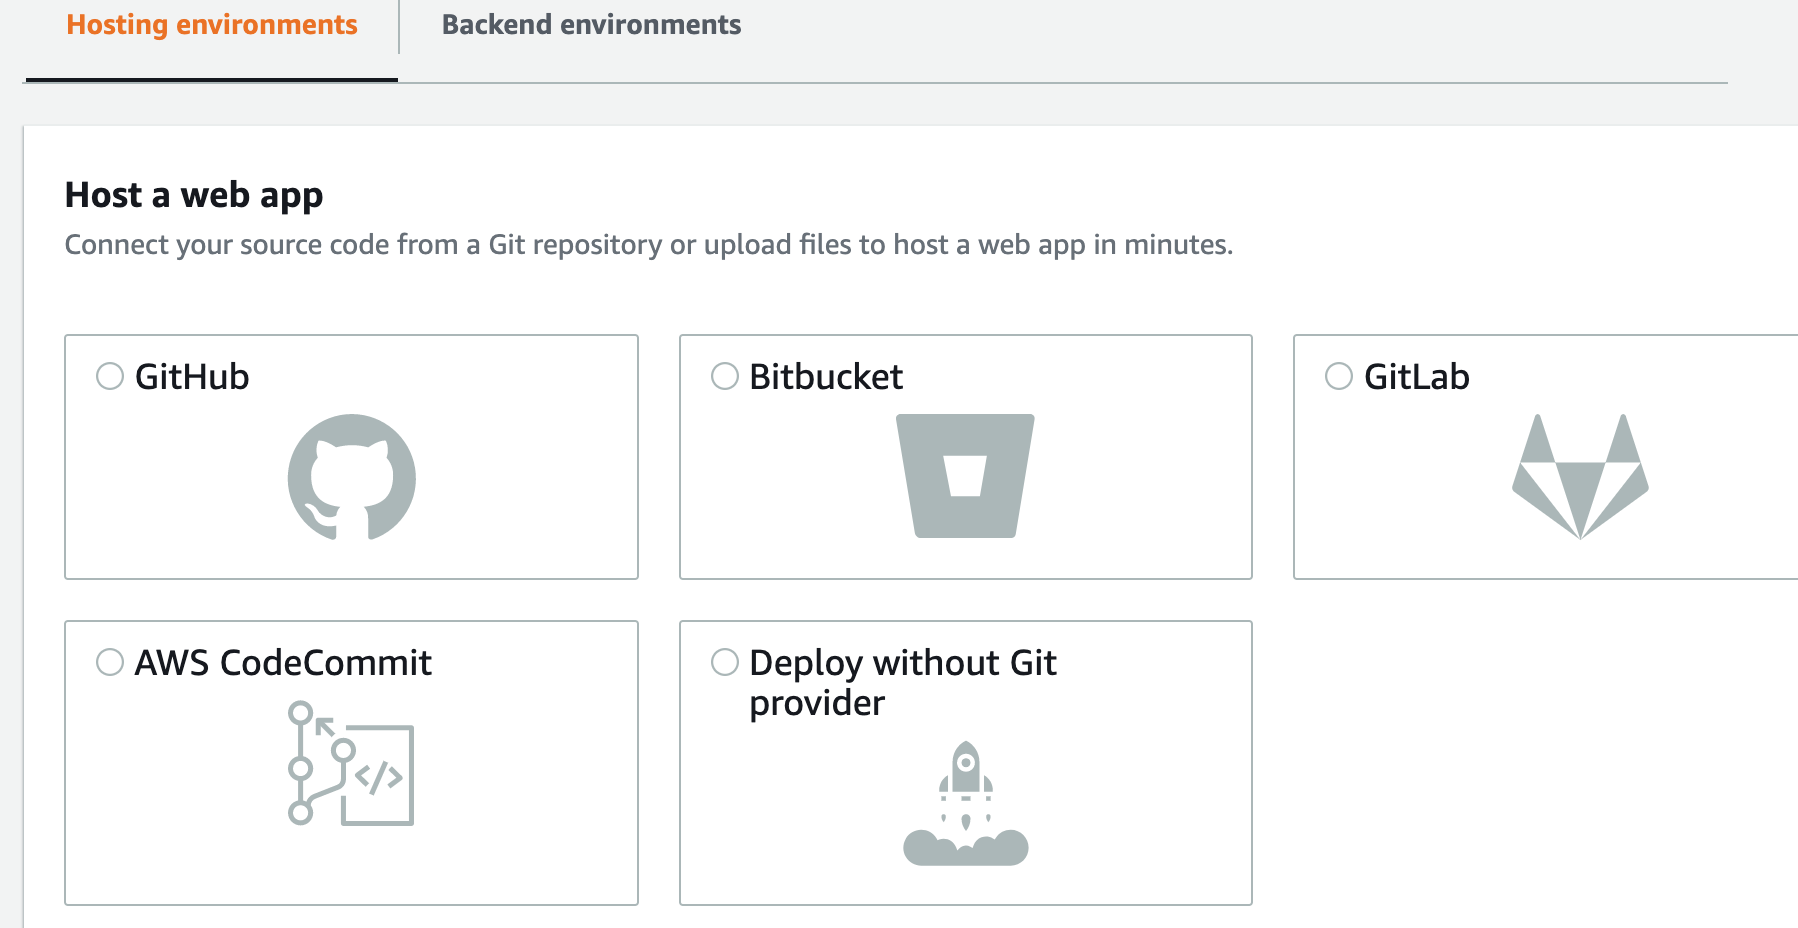 Hosting environments
Backend environments
Host a web app
Connect your source code from a Git repository or upload files to host a web app in minutes.
GitHub
Bitbucket
GitLab
AWS CodeCommit
</>
Deploy without Git
provider